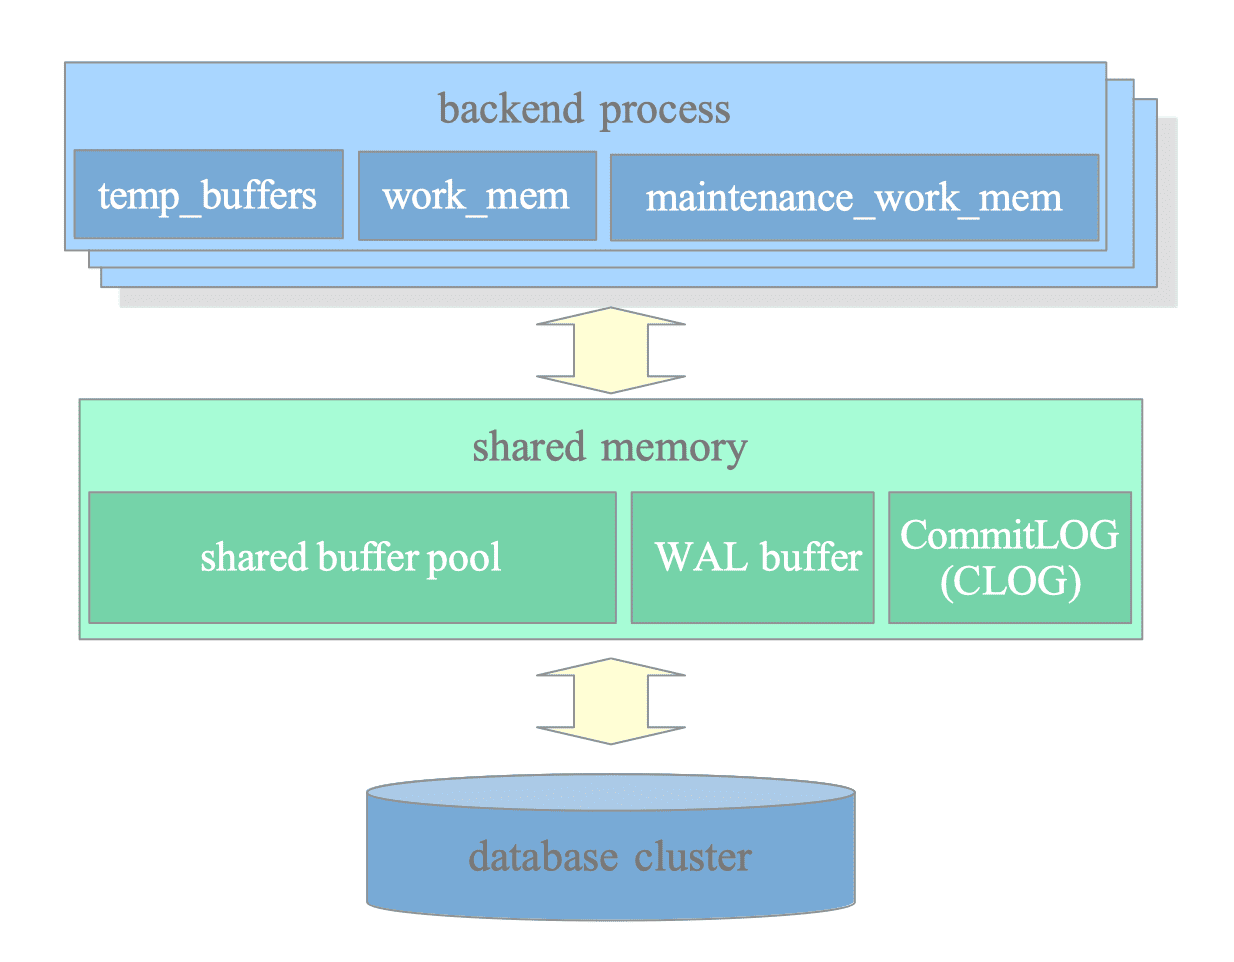 backend process
temp_buffers
work_mem
maintenance_work_mem
shared memory
shared buffer pool
WAL buffer
CommitLOG
(CLOG)
database cluster